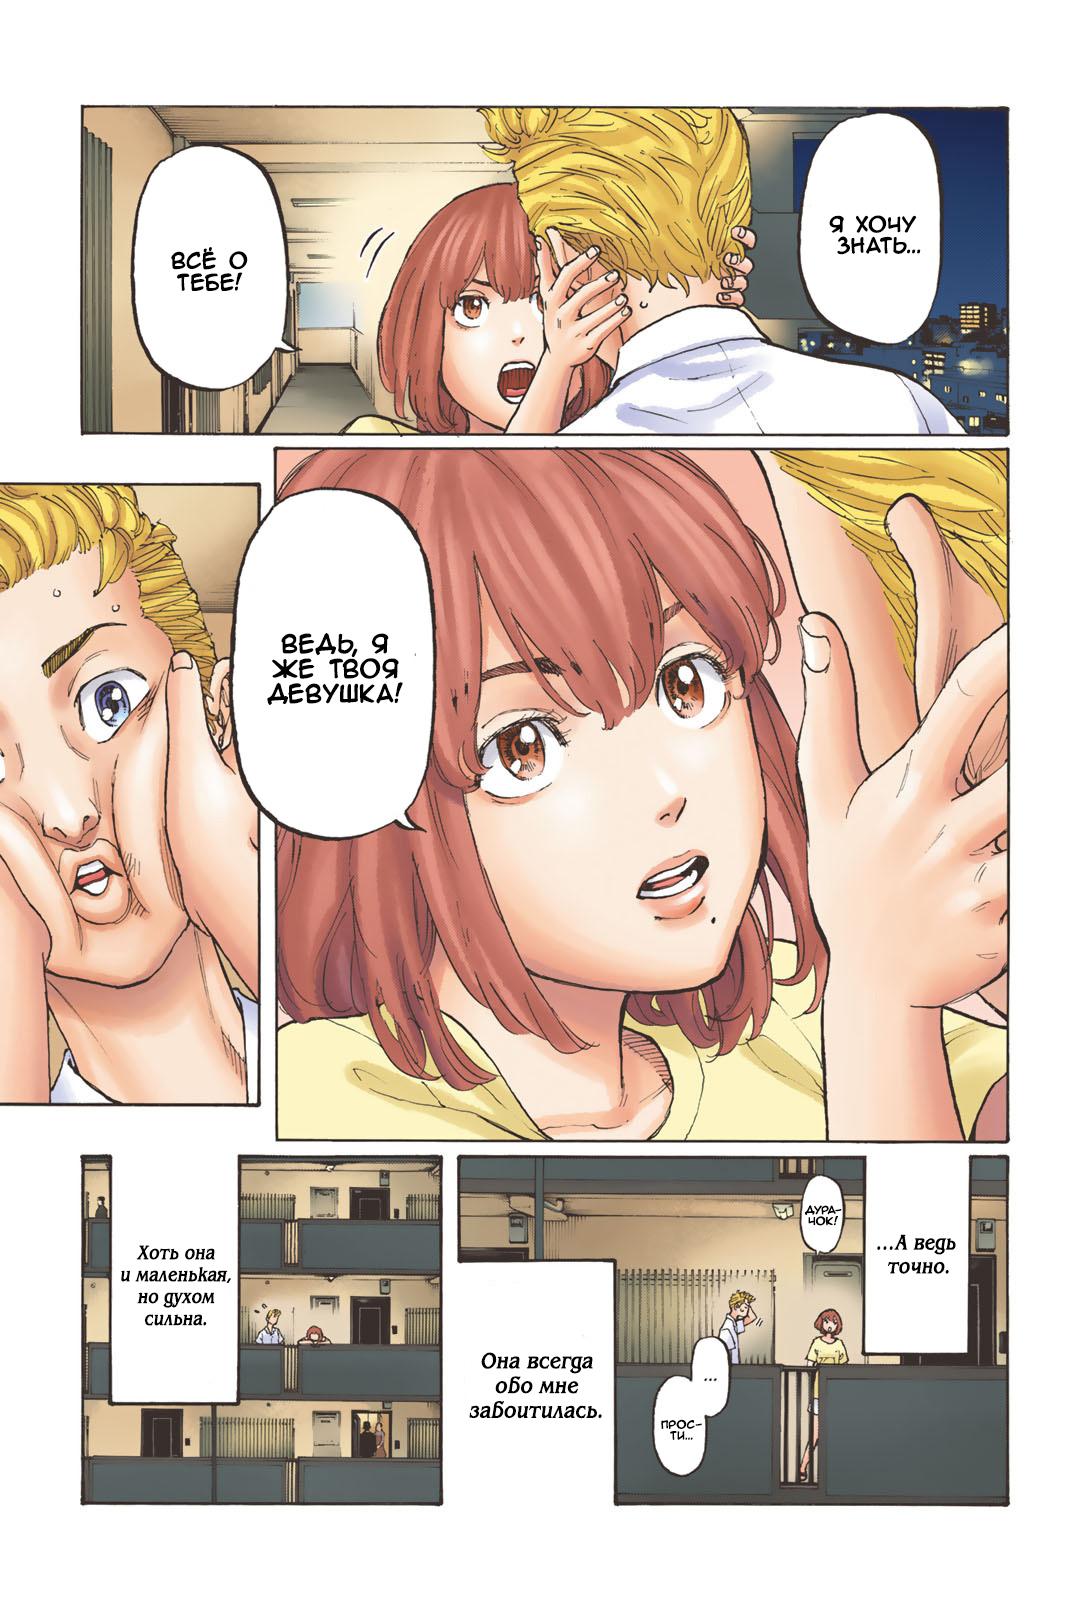 Я ХОЧУ
ЗНАТЬ...
ВСЁ О
ТЕБЕ!
ВЕДЬ, Я
ЖЕ ТВОЯ
ДЕВУШКА!
...А ведь
точно.
ДУРА-
ЧОК!
...
ПРОС-
ТИ...
Она всегда
обо мне
забоитилась.
Хоть она
и маленькая,
но духом
сильна.